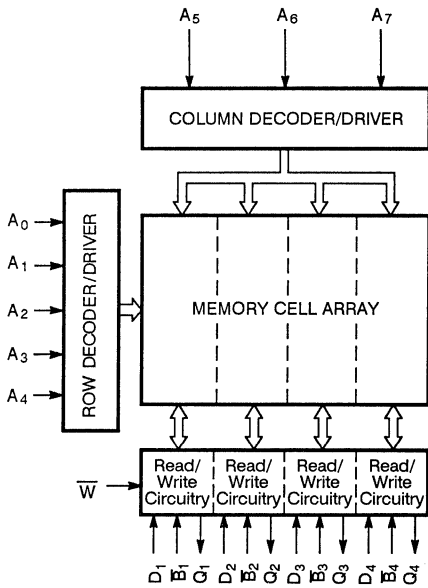 A5 A6 A7
COLUMN DECODER/DRIVER
A0
A1
A2
A3
A4
ROW DECODER/DRIVER
MEMORY CELL ARRAY
W̅
Read/ Read/ Read/ Read/
Write Write Write Write
Circuitry Circuitry Circuitry Circuitry
D1 B̅1 Q1 D2 B̅2 Q2 D3 B̅3 Q3 D4 B̅4 Q4